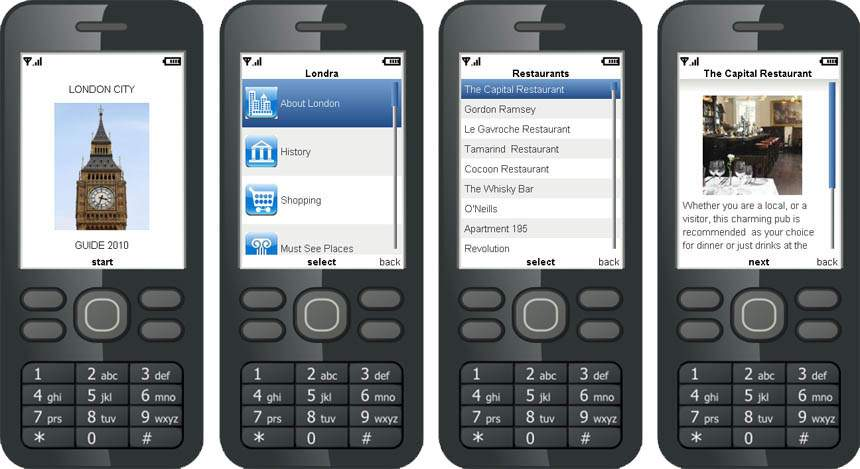 LONDON CITY
GUIDE 2010
start
1 2 abc 3 def
4 ghi 5 jkl 6 mno
7 prs 8 tuv 9 wxyz
* 0 #
Londra
About London
History
Shopping
Must See Places
select back
1 2 abc 3 def
4 ghi 5 jkl 6 mno
7 prs 8 tuv 9 wxyz
* 0 #
Restaurants
The Capital Restaurant
Gordon Ramsey
Le Gavroche Restaurant
Tamarind Restaurant
Cocoon Restaurant
The Whisky Bar
O'Neills
Apartment 195
Revolution
select back
1 2 abc 3 def
4 ghi 5 jkl 6 mno
7 prs 8 tuv 9 wxyz
* 0 #
The Capital Restaurant
Whether you are a local, or a
visitor, this charming pub is
recommended as your choice
for dinner or just drinks at the
next back
1 2 abc 3 def
4 ghi 5 jkl 6 mno
7 prs 8 tuv 9 wxyz
* 0 #